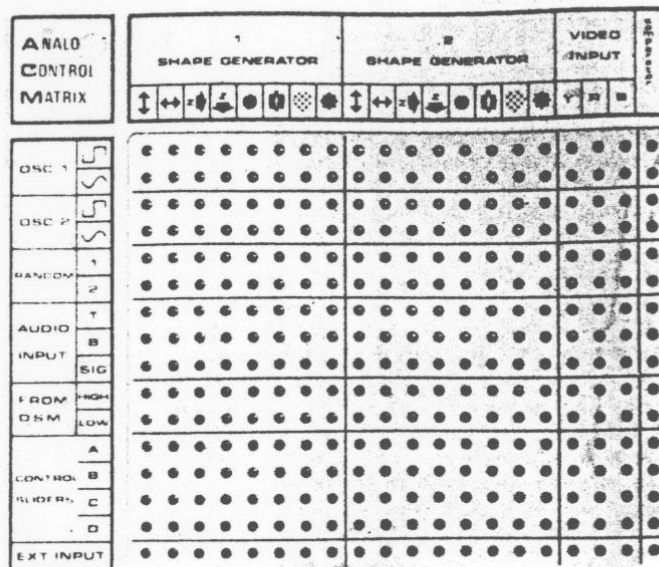 ANALO
CONTROL
MATRIX
1
SHAPE GENERATOR
2
SHAPE GENERATOR
VIDEO
INPUT
Z
Z
Z
Z
Y
R
B
OSC 1
OSC 2
RANDOM
1
2
AUDIO
INPUT
T
B
SIG
FROM
DSM
HIGH
LOW
CONTROL
SLIDERS
A
B
C
D
EXT INPUT